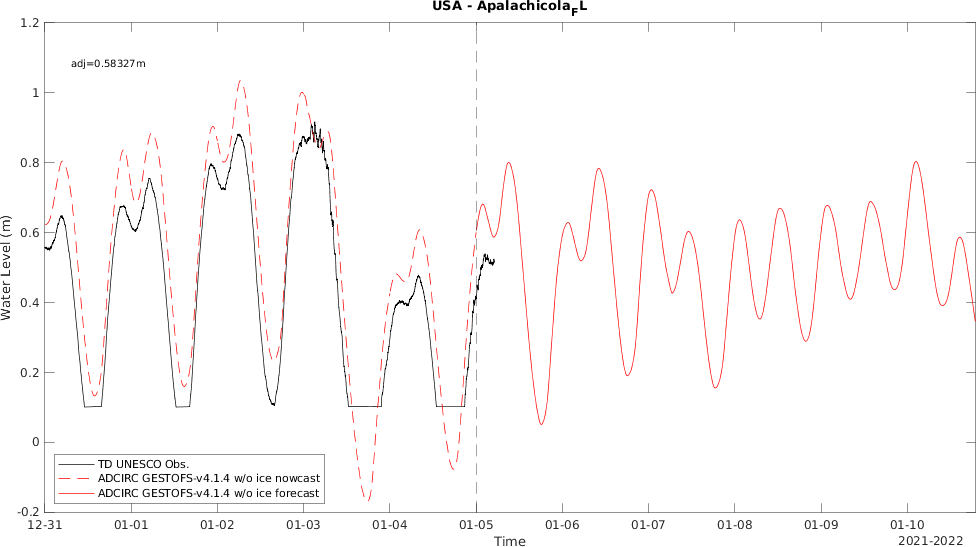 USA - Apalachicola_FL
adj=0.58327m
Water Level (m)
1.2
1
0.8
0.6
0.4
0.2
0
-0.2
TD UNESCO Obs.
ADCIRC GESTOFS-v4.1.4 w/o ice nowcast
ADCIRC GESTOFS-v4.1.4 w/o ice forecast
12-31 01-01 01-02 01-03 01-04 01-05 01-06 01-07 01-08 01-09 01-10
Time
2021-2022